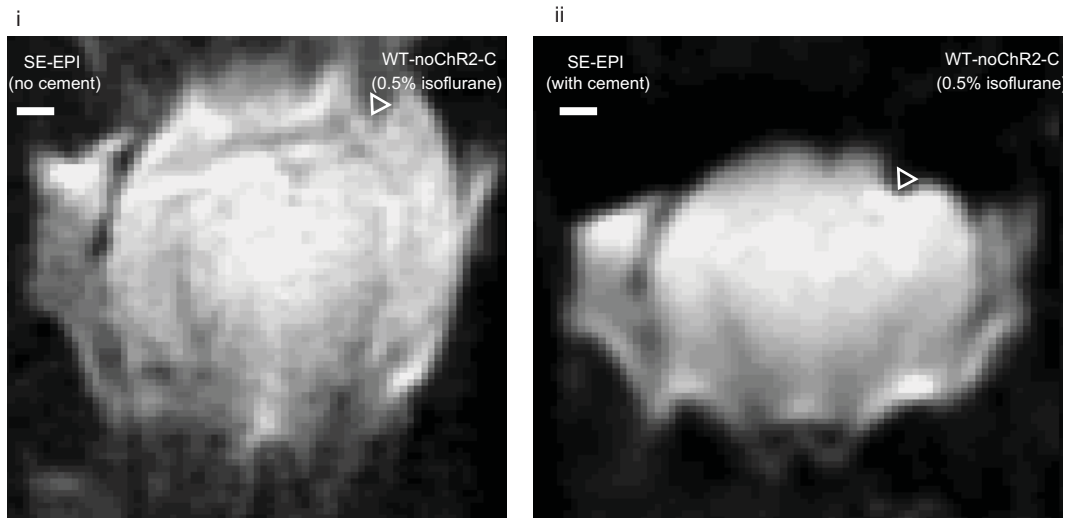 i
SE-EPI
(no cement)
WT-noChR2-C
(0.5% isoflurane)
ii
SE-EPI
(with cement)
WT-noChR2-C
(0.5% isoflurane)